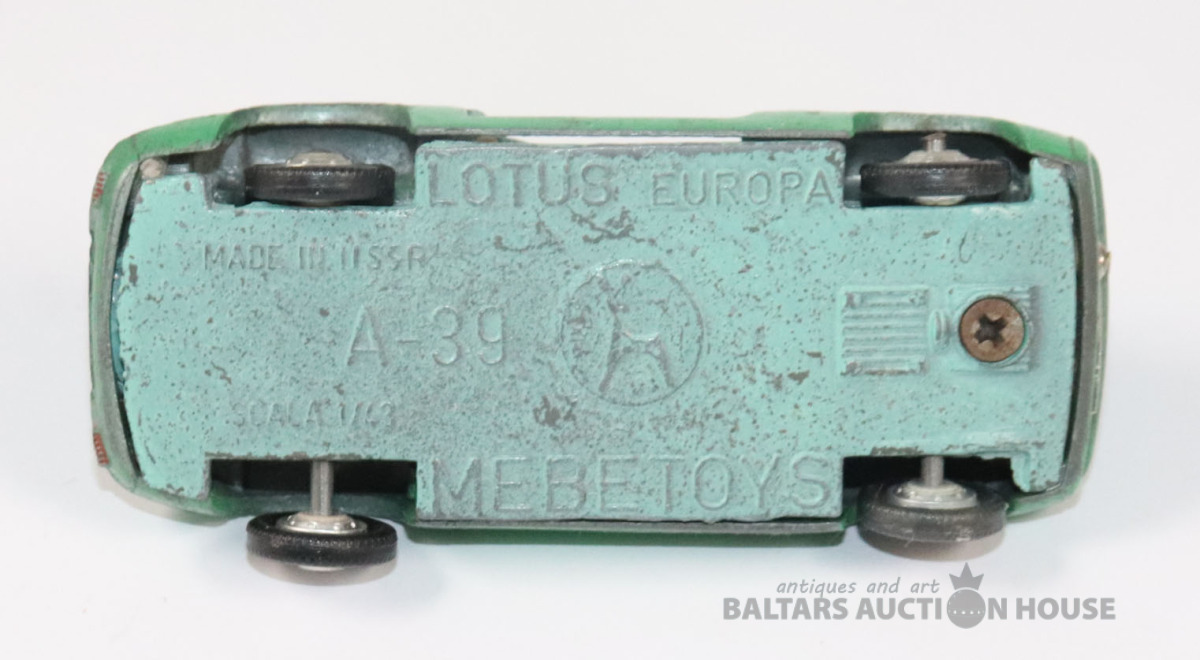 LOTUS EUROPA
MADE IN USSR
A-39
SCALA 1/43
MEBETOYS
antiques and art
BALTARS AUCTION HOUSE